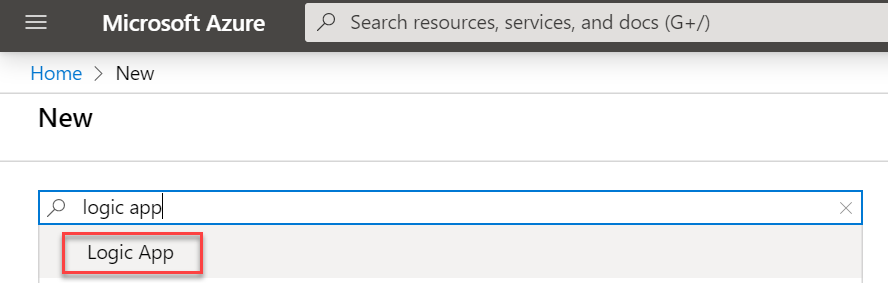 Microsoft Azure
Search resources, services, and docs (G+/)
Home > New
New
logic app
Logic App